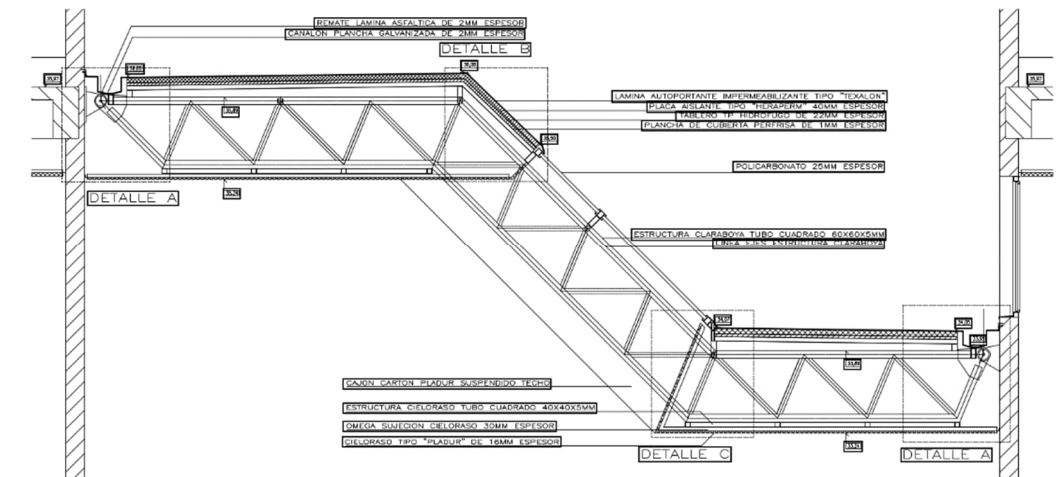 REMATE LAMINA ASFALTICA DE 2MM ESPESOR
CANALON PLANCHA GALVANIZADA DE 2MM ESPESOR
DETALLE B
LAMINA AUTOPORTANTE IMPERMEABILIZANTE TIPO "TEXALON"
PLACA AISLANTE TIPO "HERAPERM" 40MM ESPESOR
TABLERO TP HIDROFUGO DE 22MM ESPESOR
PLANCHA DE CUBIERTA PERFRISA DE 1MM ESPESOR
POLICARBONATO 25MM ESPESOR
DETALLE A
ESTRUCTURA CLARABOYA TUBO CUADRADO 60X60X5MM
LINEA EJES ESTRUCTURA CLARABOYA
CAJON CARTON PLADUR SUSPENDIDO TECHO
ESTRUCTURA CIELORASO TUBO CUADRADO 40X40X5MM
OMEGA SUJECION CIELORASO 30MM ESPESOR
CIELORASO TIPO "PLADUR" DE 16MM ESPESOR
DETALLE C
DETALLE A